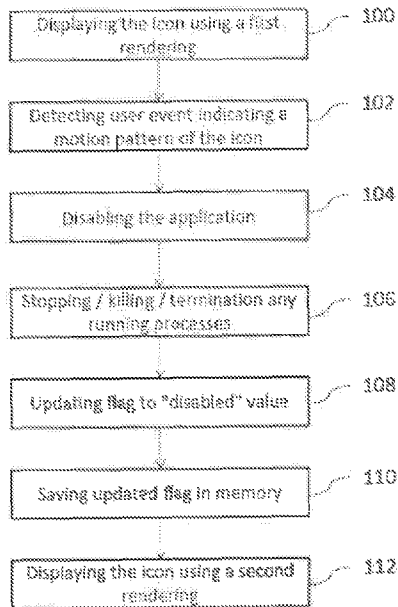 Displaying the icon using a first
rendering
100
Detecting user event indicating a
motion pattern of the icon
102
Disabling the application
104
Stopping / killing / termination any
running processes
106
Updating flag to "disabled" value
108
Saving updated flag in memory
110
Displaying the icon using a second
rendering
112